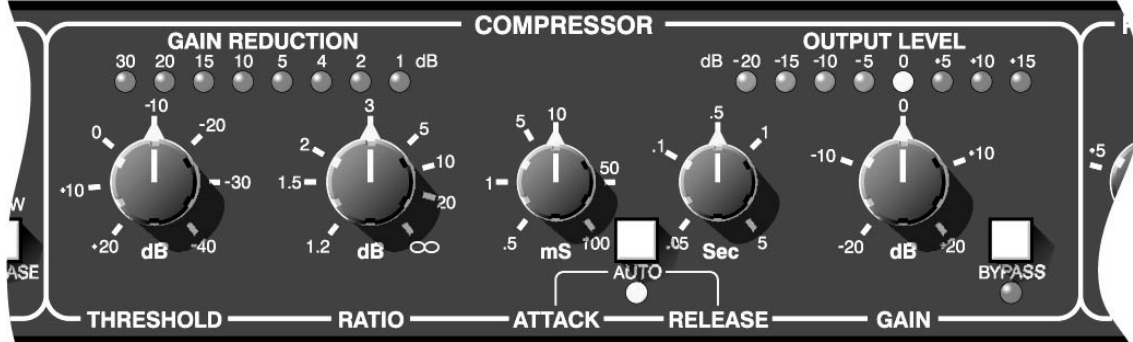 COMPRESSOR
GAIN REDUCTION
OUTPUT LEVEL
30 20 15 10 5 4 2 1 dB
dB -20 -15 -10 -5 0 +5 +10 +15
-10 3 10 .5 0
0 -20 2 5 5 .1 1 -10 +10 +5
+10 -30 1.5 10 1 50
20
+20 dB -40 1.2 dB ∞ .5 mS 100 .05 Sec 5 -20 dB +20
W
ASE
AUTO
BYPASS
THRESHOLD RATIO ATTACK RELEASE GAIN